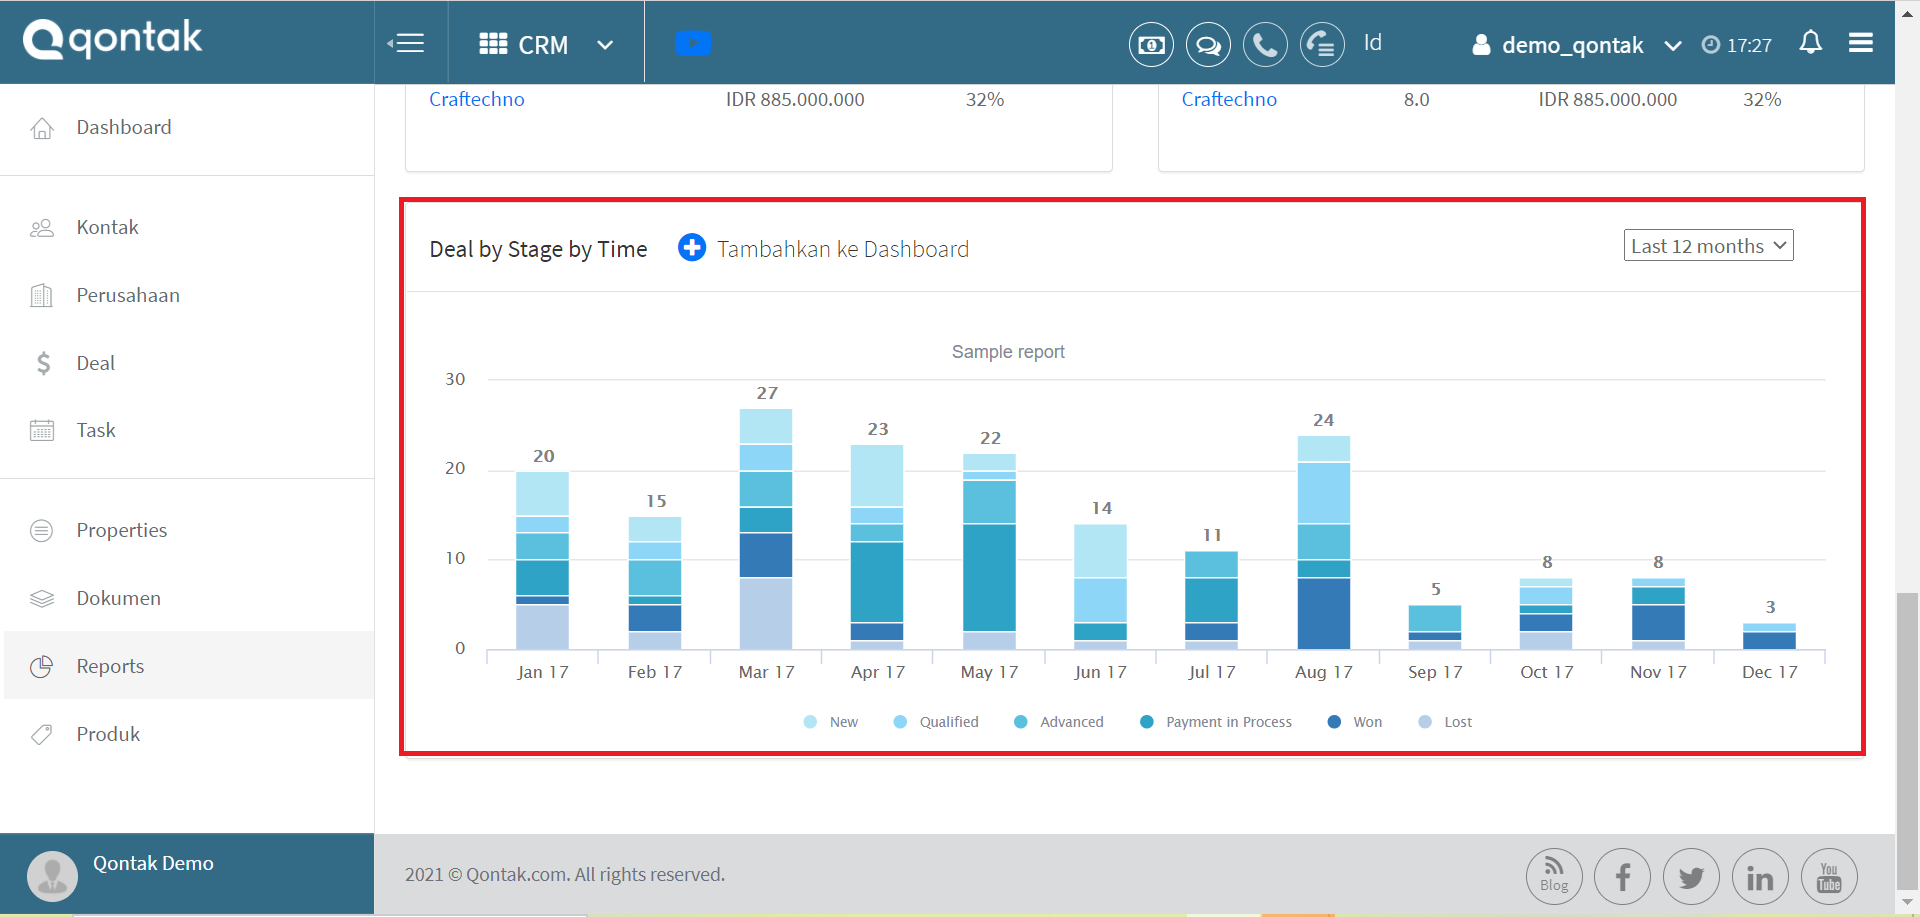 qontak
CRM
Id
demo_qontak
17:27
Dashboard
Kontak
Perusahaan
Deal
Task
Properties
Dokumen
Reports
Produk
Qontak Demo
Craftechno IDR 885.000.000 32%
Craftechno 8.0 IDR 885.000.000 32%
Deal by Stage by Time
Tambahkan ke Dashboard
Last 12 months
Sample report
30
20
10
0
20
15
27
23
22
14
11
24
5
8
8
3
Jan 17 Feb 17 Mar 17 Apr 17 May 17 Jun 17 Jul 17 Aug 17 Sep 17 Oct 17 Nov 17 Dec 17
New Qualified Advanced Payment in Process Won Lost
2021 © Qontak.com. All rights reserved.
Blog
You
Tube